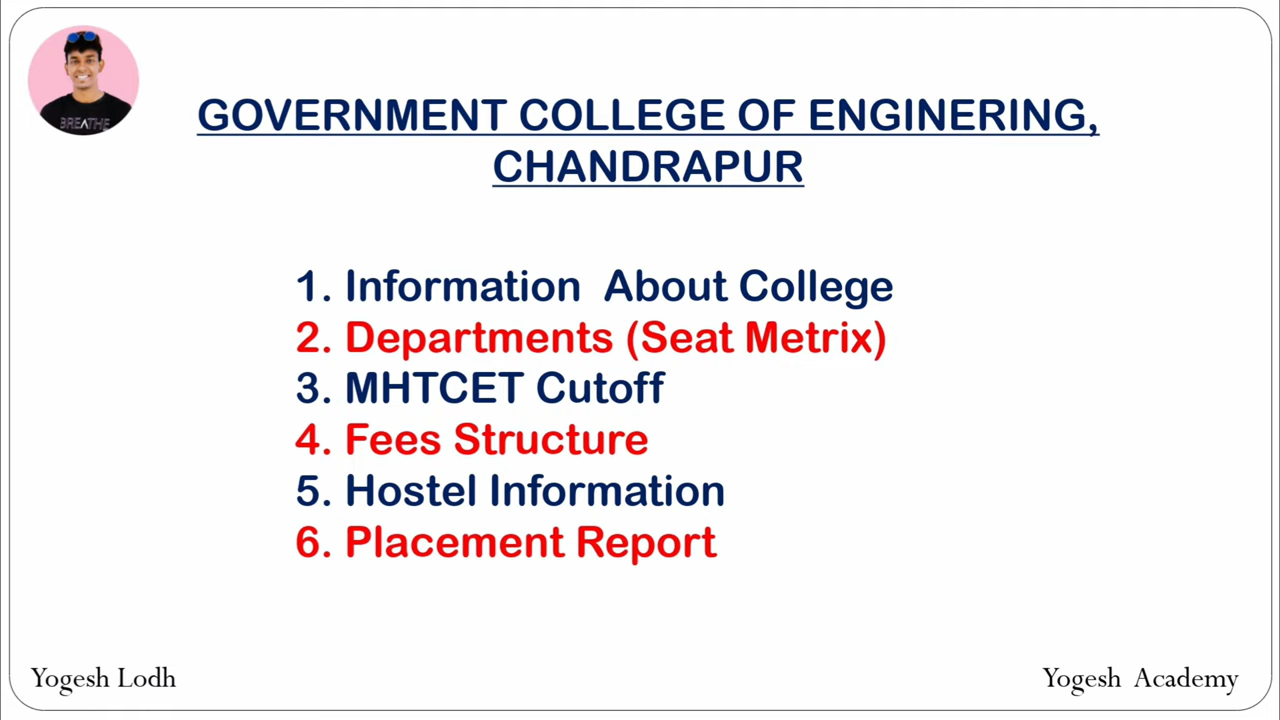 BREATHE
GOVERNMENT COLLEGE OF ENGINERING,
CHANDRAPUR
1. Information About College
2. Departments (Seat Metrix)
3. MHTCET Cutoff
4. Fees Structure
5. Hostel Information
6. Placement Report
Yogesh Lodh
Yogesh Academy